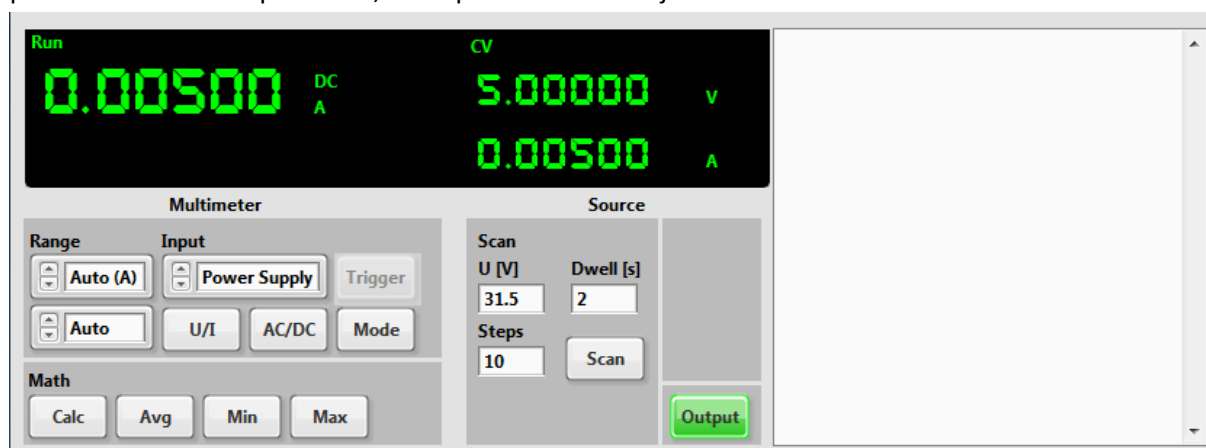 Run
0.00500 DC A
CV
5.00000 V
0.00500 A
Multimeter
Range Input
Auto (A) Power Supply Trigger
Auto U/I AC/DC Mode
Math
Calc Avg Min Max
Source
Scan
U [V] Dwell [s]
31.5 2
Steps
10 Scan
Output